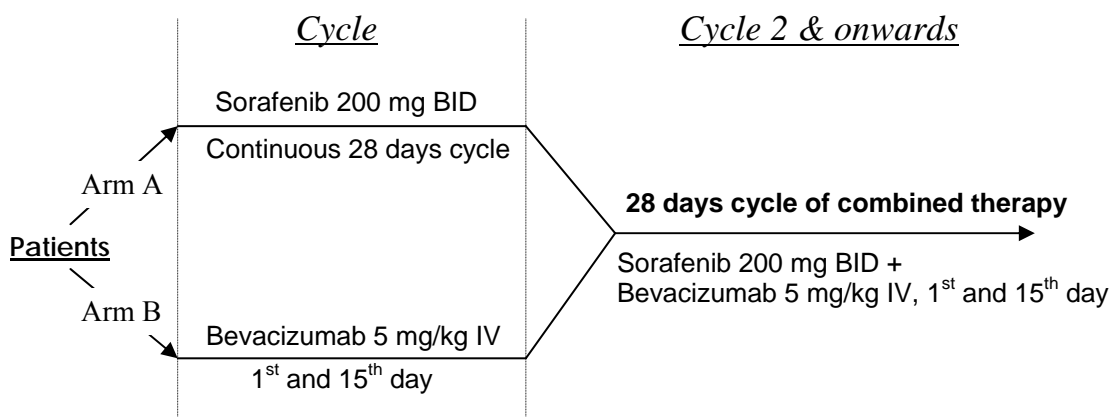 Cycle
Cycle 2 & onwards
Sorafenib 200 mg BID
Continuous 28 days cycle
Arm A
28 days cycle of combined therapy
Patients
Sorafenib 200 mg BID +
Bevacizumab 5 mg/kg IV, 1st and 15th day
Arm B
Bevacizumab 5 mg/kg IV
1st and 15th day